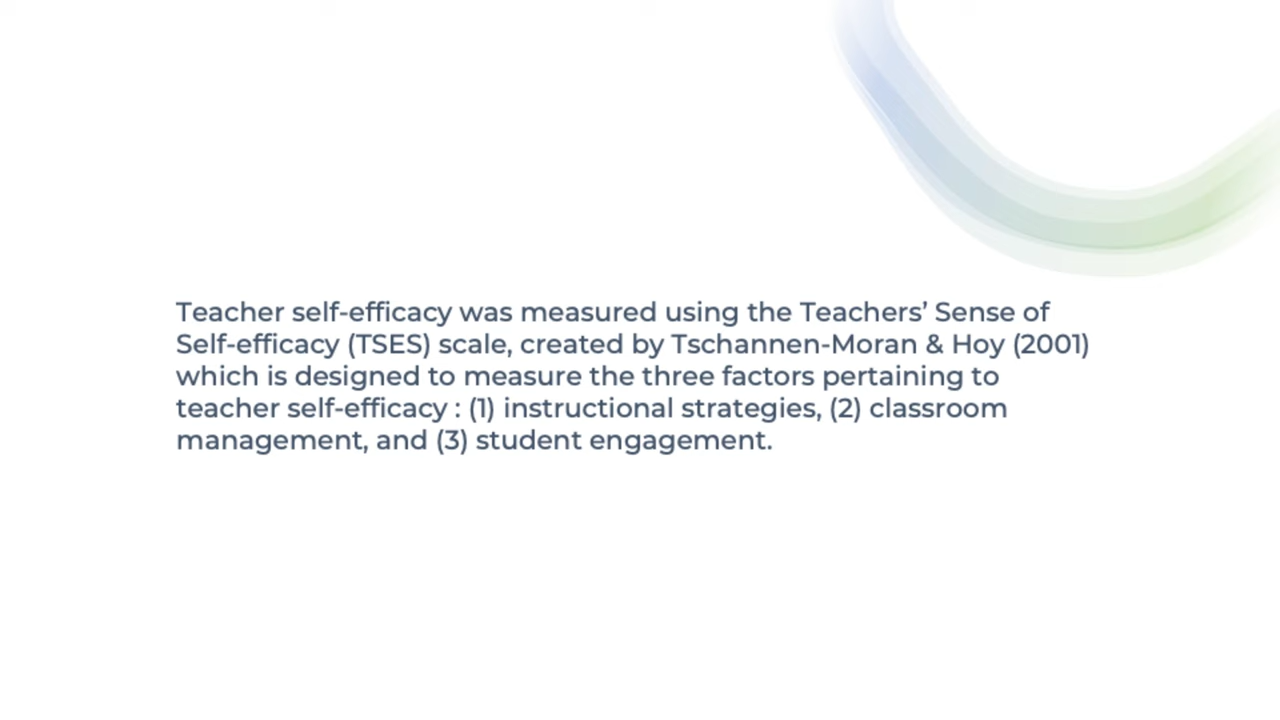 Teacher self-efficacy was measured using the Teachers’ Sense of
Self-efficacy (TSES) scale, created by Tschannen-Moran & Hoy (2001)
which is designed to measure the three factors pertaining to
teacher self-efficacy : (1) instructional strategies, (2) classroom
management, and (3) student engagement.